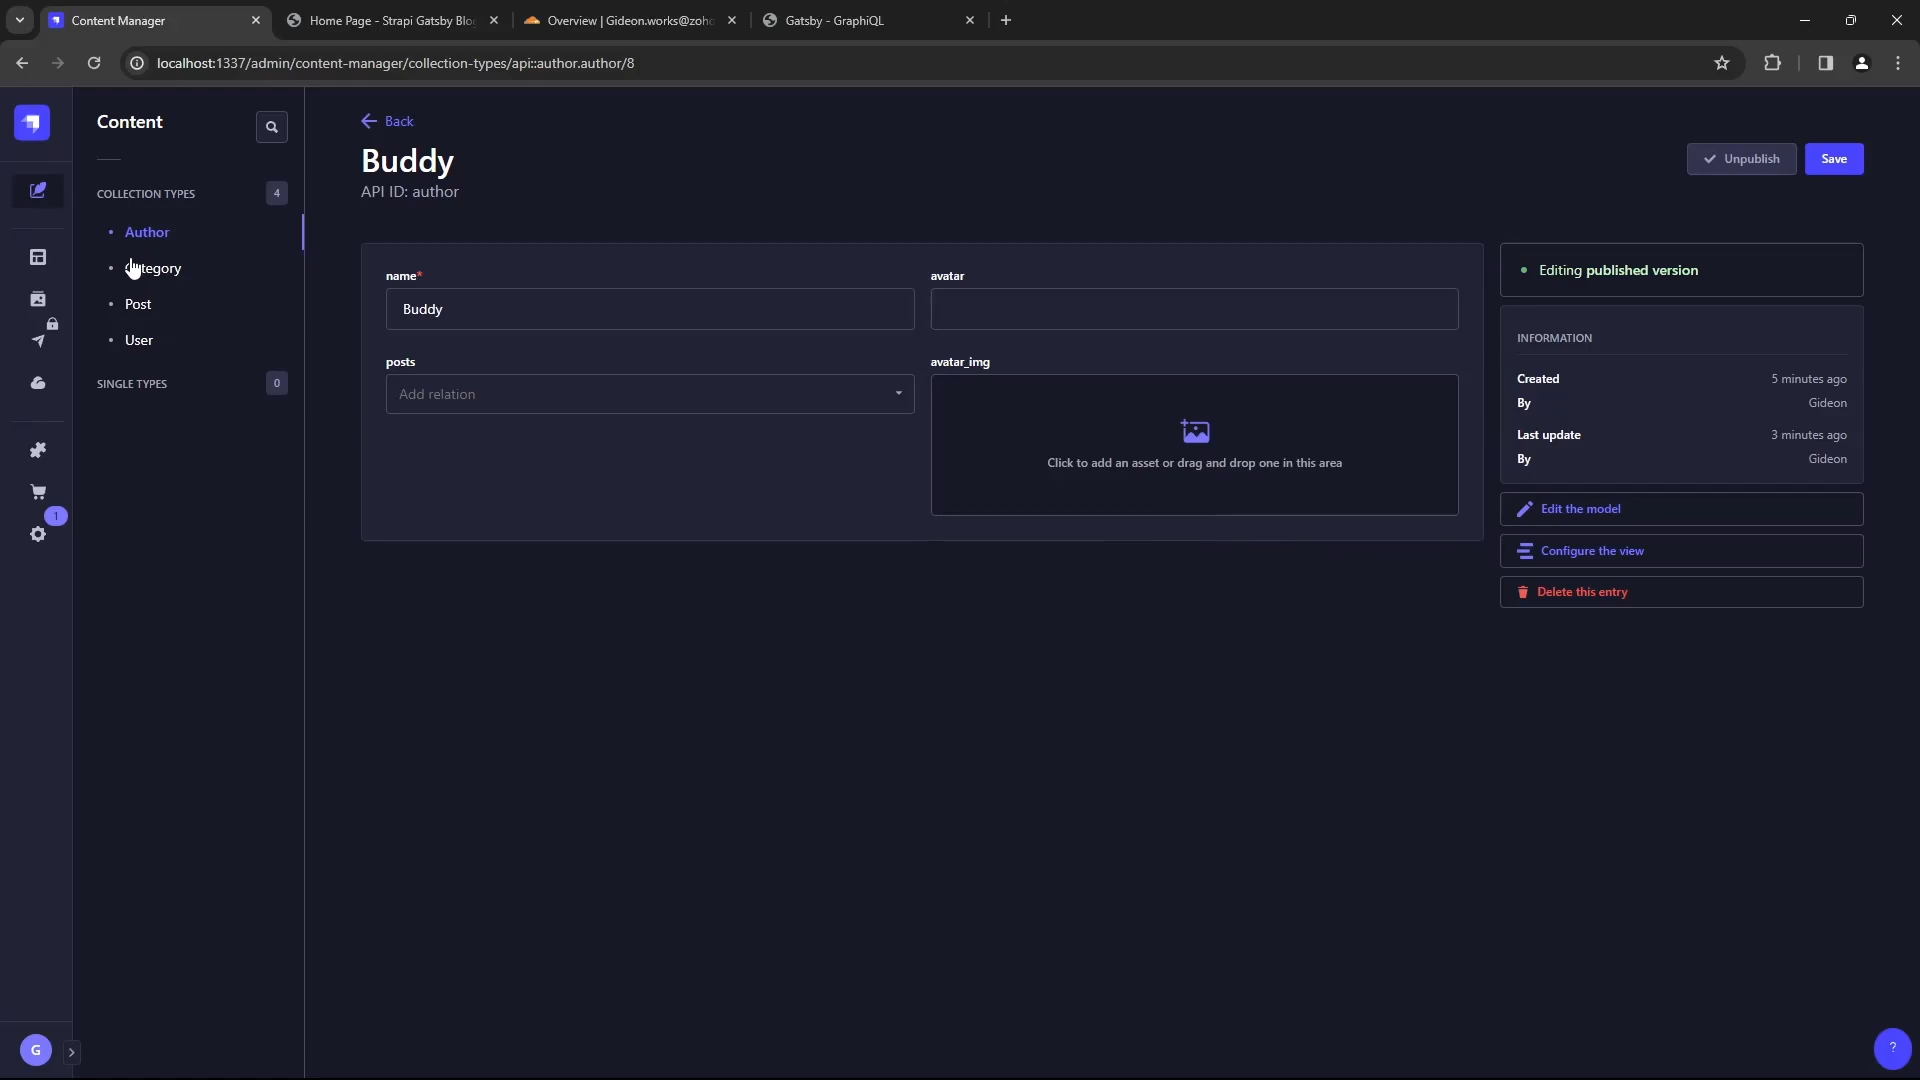 Content Manager
Home Page - Strapi Gatsby Blo
Overview | Gideon.works@zoho
Gatsby - GraphiQL
localhost:1337/admin/content-manager/collection-types/api::author.author/8
Content
COLLECTION TYPES
4
Author
tegory
Post
User
SINGLE TYPES
0
Back
Buddy
API ID: author
Unpublish
Save
name*
Buddy
avatar
posts
Add relation
avatar_img
Click to add an asset or drag and drop one in this area
Editing published version
INFORMATION
Created
5 minutes ago
By
Gideon
Last update
3 minutes ago
By
Gideon
Edit the model
Configure the view
Delete this entry
1
G
?